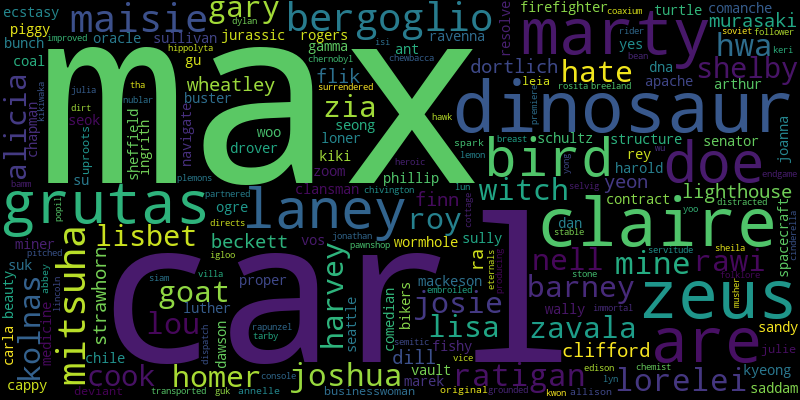 ecstasy maisie gary bergoglio firefighter coaxium turtle comanche
dylan jurassic rogers ravenna resolve marty murasaki
piggy improved oracle sullivan hippolyta gamma ant yes rider soviet follower
bunch gu isi chernobyl chewbacca hwa bean keri
coal max wheatley flik dortlich hate dna shelby
alicia julia buster surrendered leia apache arthur
chapman dirt tha zia dinosaur
kikiwaka nublar navigate loner seong hawk premiere rosita breeland
seok uproots sheffield ingrith woo spark schultz structure senator joanna
drover kiki lemon bird harold wu
su plemons zoom phillip breast rey doe endgame
bamm partnered clansman lun yong yeon lighthouse
grutas popil chivington finn witch contract distracted
laney roy cottage selvig claire yoo cinderella
ogre directs jonathan dan stable spacecraft
miner pitched lisbet beckett vos wormhole sully servitude sheila
suk abbey igloo pawnshop ra nell mine rawi folklore
kolnas mitsuha carl harvey eternals stone
beauty lincoln siam villa proper mackeson barney zeus musher
strawhorn goat luther seattle bikers josie wally immortal
carla medicine lou rapunzel comedian embroiled lisa zavala sandy
chile dispatch dawson tarby semitic fishy vice clifford are julie
cook homer joshua dill vault ratigan edison chemist kyeong
cappy deviant console marek lyn lorelei
transported guk annelle businesswoman original grounded kwon allison saddam